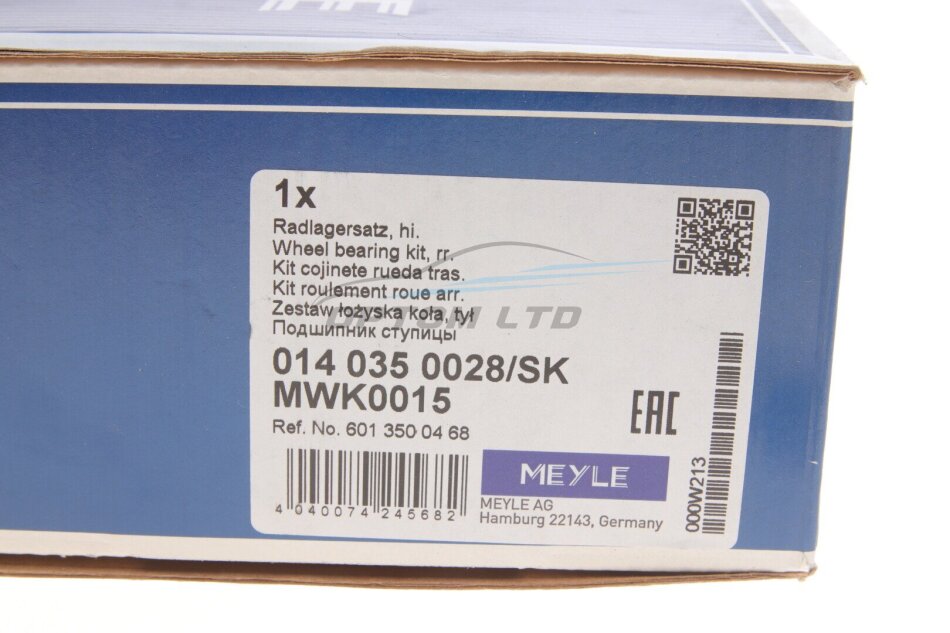 1x
Radlagersatz, hi.
Wheel bearing kit, rr.
Kit cojinete rueda tras.
Kit roulement roue arr.
Zestaw łożyska koła, tył
Подшипник ступицы
OPTOM LTD
014 035 0028/SK
MWK0015
Ref. No. 601 350 04 68
EAC
MEYLE
MEYLE AG
Hamburg 22143, Germany
4 040074 245682
000W213